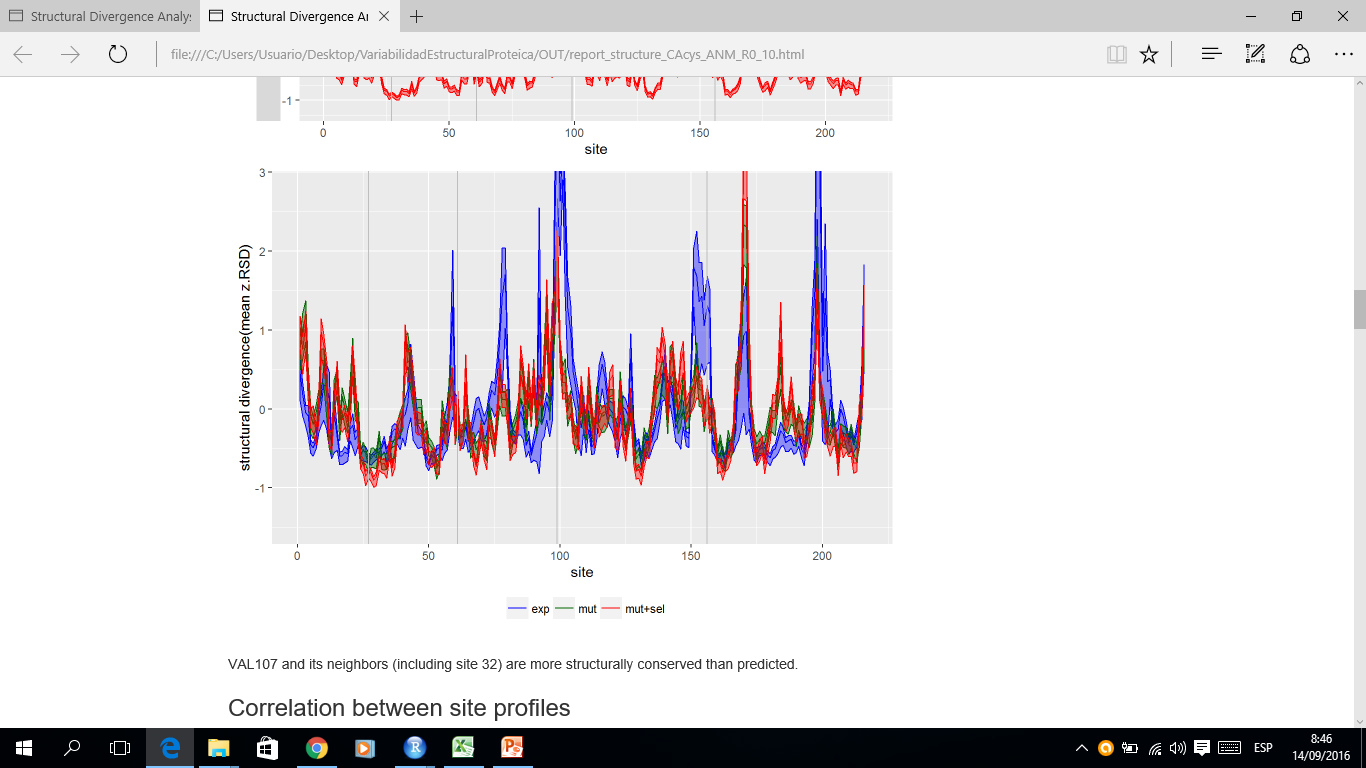 Structural Divergence Analys
Structural Divergence Ar
file:///C:/Users/Usuario/Desktop/VariabilidadEstructuralProteica/OUT/report_structure_CAcys_ANM_R0_10.html
-1
0 50 100 150 200
site
3
2
1
0
-1
structural divergence(mean z.RSD)
0 50 100 150 200
site
exp mut mut+sel
VAL107 and its neighbors (including site 32) are more structurally conserved than predicted.
Correlation between site profiles
ESP
8:46
14/09/2016